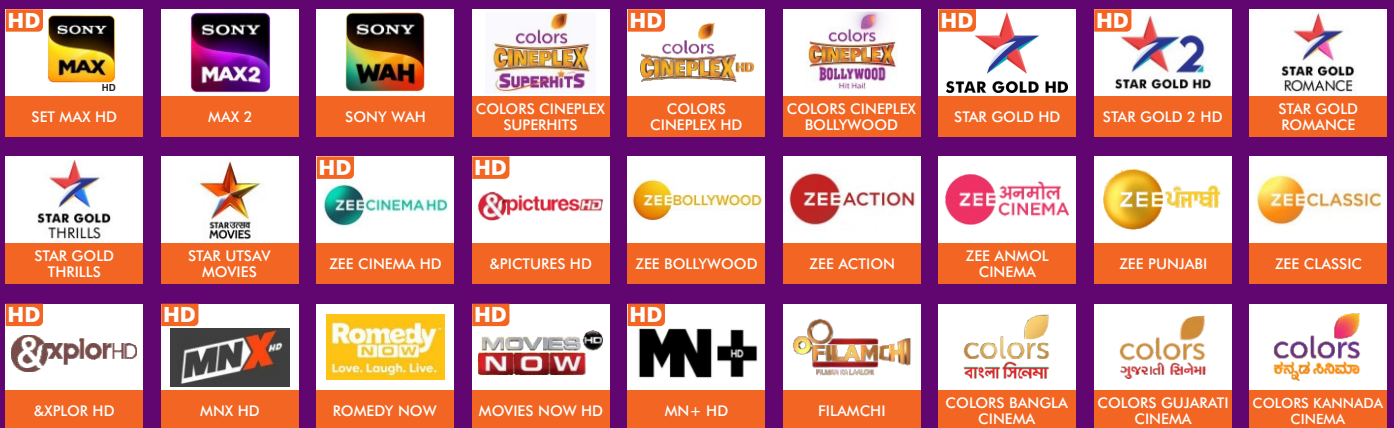 HD
SONY
MAX
HD
SET MAX HD
SONY
MAX2
MAX 2
SONY
WAH
SONY WAH
colors
CINEPLEX
SUPERHITS
COLORS CINEPLEX
SUPERHITS
HD
colors
CINEPLEX HD
COLORS
CINEPLEX HD
colors
CINEPLEX
BOLLYWOOD
Hit Hai!
COLORS CINEPLEX
BOLLYWOOD
HD
STAR GOLD HD
STAR GOLD HD
HD
2
STAR GOLD HD
STAR GOLD 2 HD
STAR GOLD
ROMANCE
STAR GOLD
ROMANCE
STAR GOLD
THRILLS
STAR GOLD
THRILLS
STAR उत्सव
MOVIES
STAR UTSAV
MOVIES
HD
ZEE CINEMA HD
ZEE CINEMA HD
HD
&pictures HD
&PICTURES HD
ZEE BOLLYWOOD
ZEE BOLLYWOOD
ZEE ACTION
ZEE ACTION
ZEE अनमोल
CINEMA
ZEE ANMOL
CINEMA
ZEE ਪੰਜਾਬੀ
ZEE PUNJABI
ZEE CLASSIC
ZEE CLASSIC
HD
&xplorHD
&XPLOR HD
HD
MNX HD
MNX HD
Romedy
NOW
Love. Laugh. Live.
ROMEDY NOW
HD
MOVIES HD
NOW
MOVIES NOW HD
HD
MN+ HD
MN+ HD
FILAMCHI
FILMAN KA LAALCHI
FILAMCHI
colors
বাংলা সিনেমা
COLORS BANGLA
CINEMA
colors
ગુજરાતી સિનેમા
COLORS GUJARATI
CINEMA
colors
ಕನ್ನಡ ಸಿನಿಮಾ
COLORS KANNADA
CINEMA